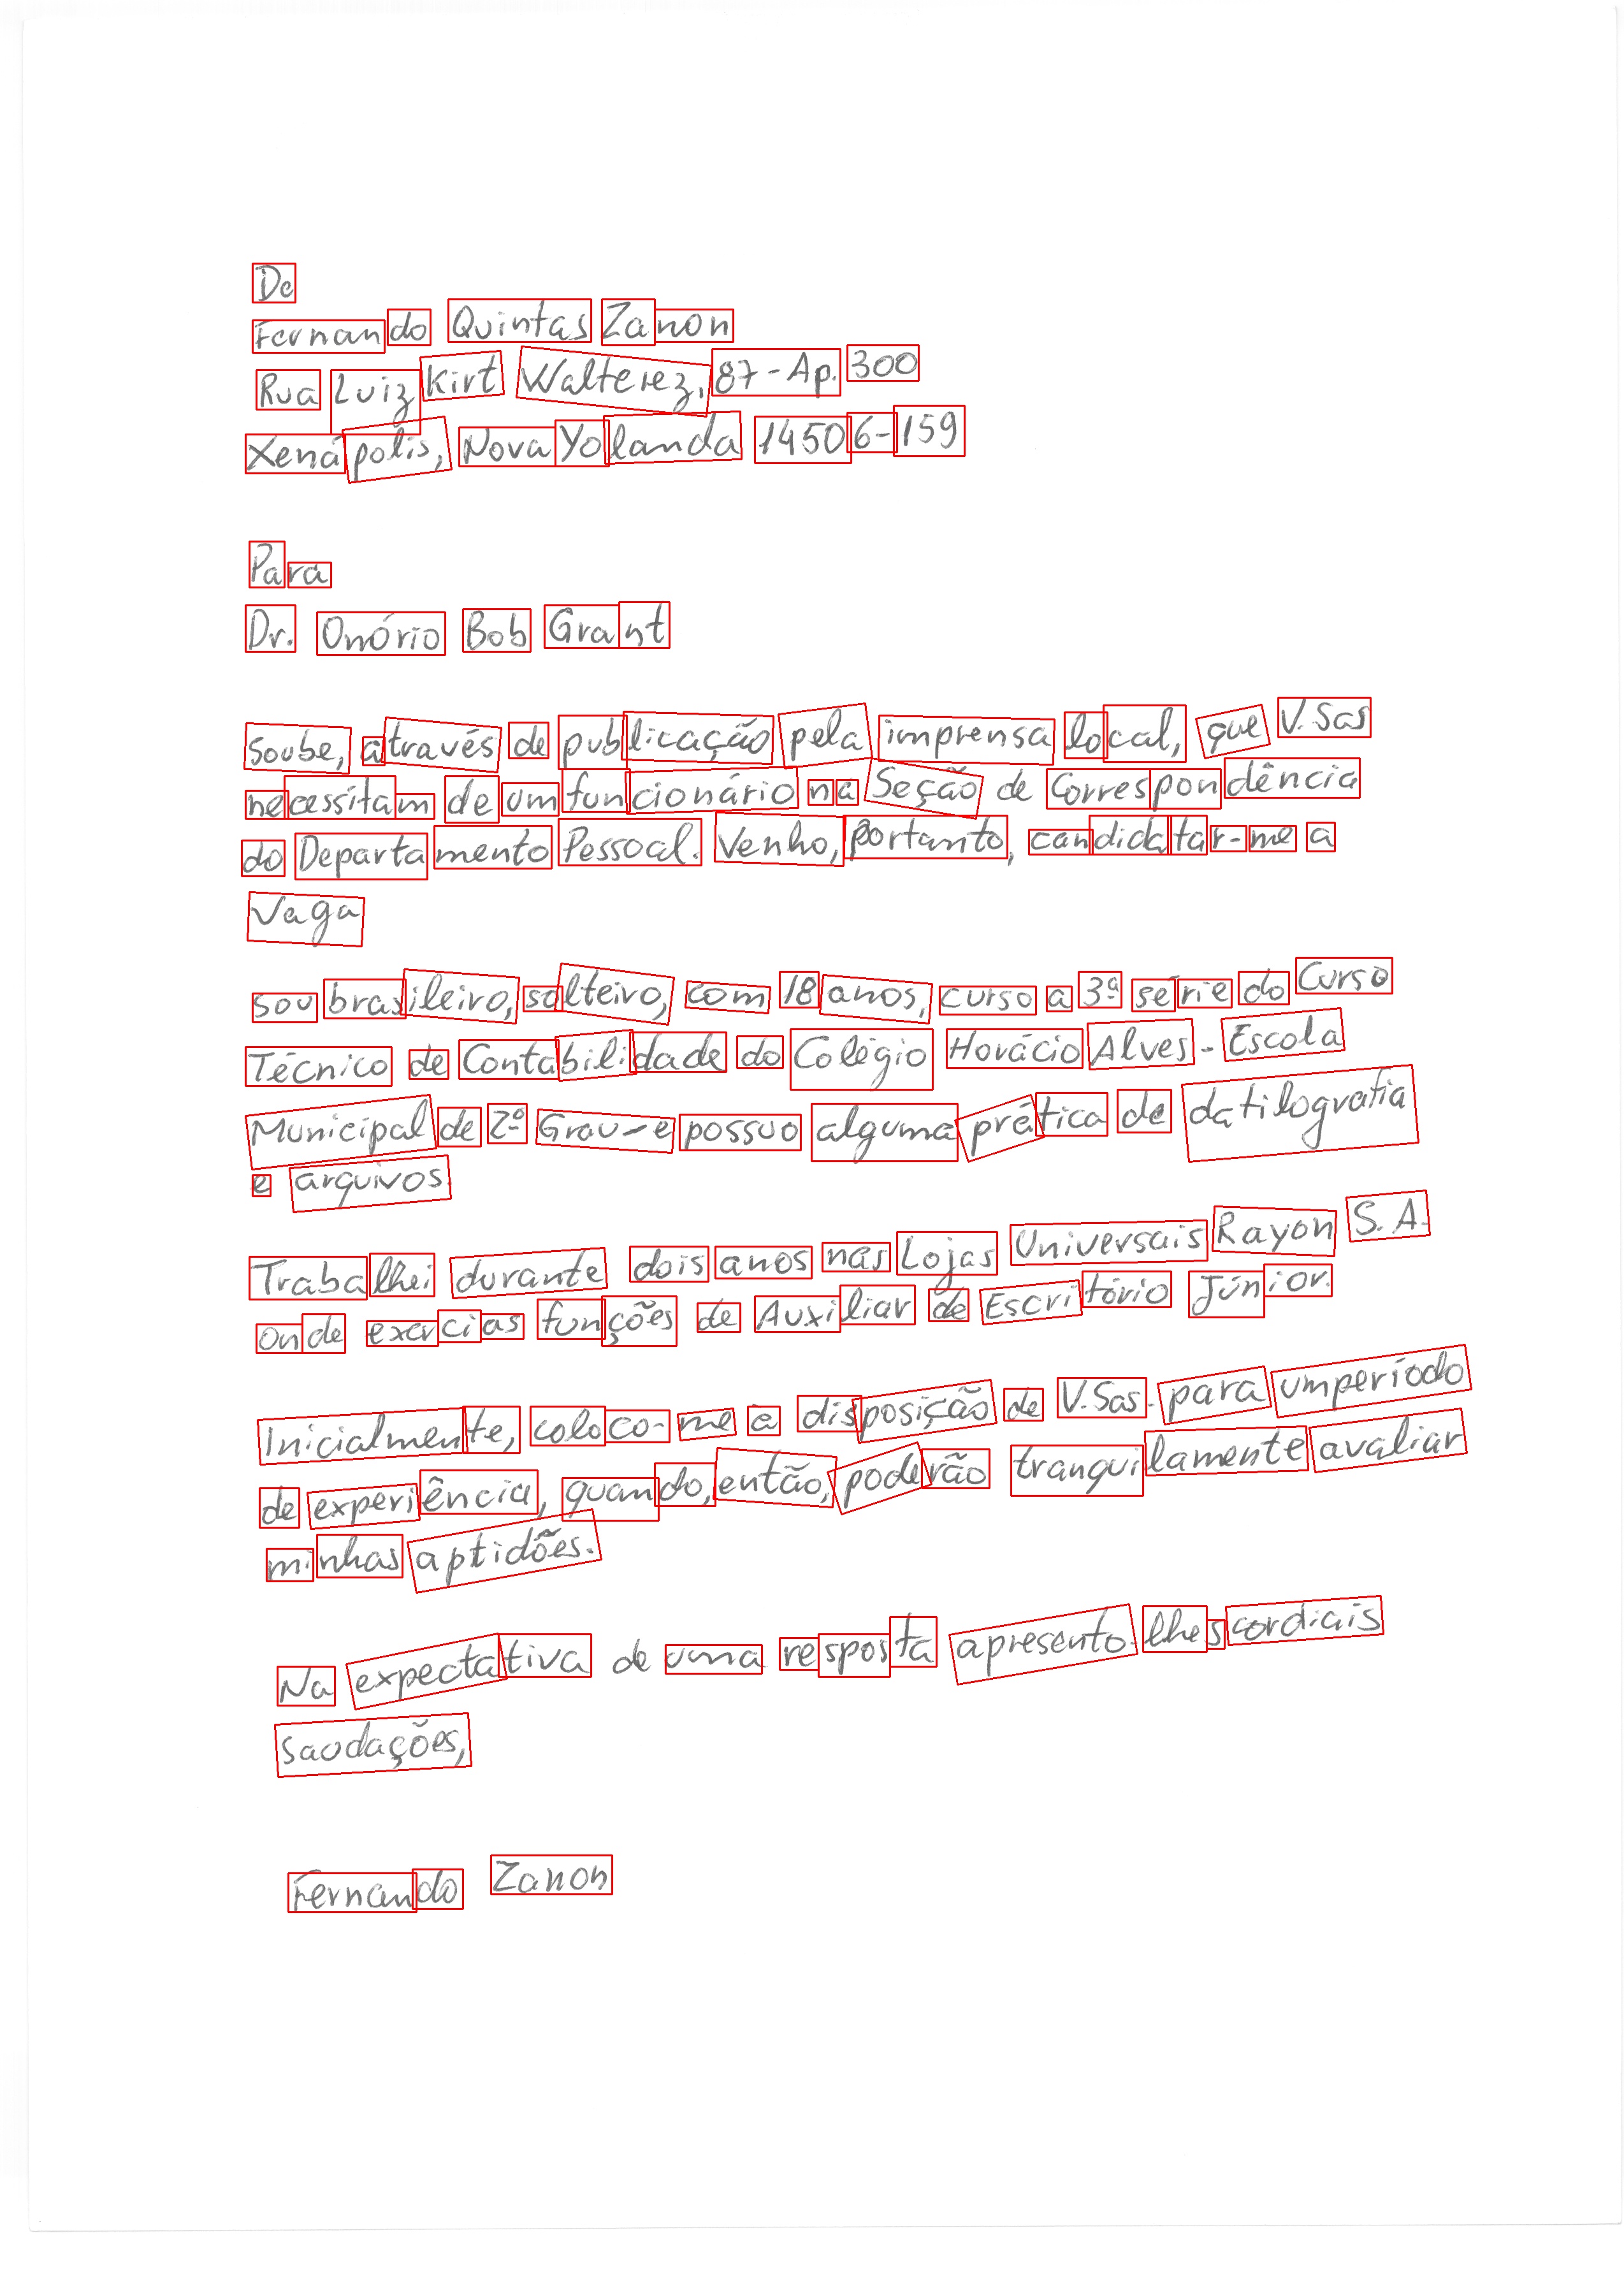 De
Fernando Quintas Zanon
Rua Luiz Kirt Walterez, 87-Ap. 300
Xenápolis, Nova Yolanda 14506-159
Para
Dr. Onório Bob Grant
Soube, através de publicação pela imprensa local, que V.Sas
necessitam de um funcionário na Seção de Correspondência
do Departamento Pessoal. Venho, portanto, candidatar-me a
Vaga
sou brasileiro, solteiro, com 18 anos, curso a 3ª série do Curso
Técnico de Contabilidade do Colégio Horácio Alves - Escola
Municipal de 2º Grau - e possuo alguma prática de datilografia
e arquivos.
Trabalhei durante dois anos nas Lojas Universais Rayon S. A.
onde exercias funções de Auxiliar de Escritório Júnior.
Inicialmente, coloco-me a disposição de V.Sas. para um período
de experiência, quando, então, poderão tranquilamente avaliar
minhas aptidões.
Na expectativa de uma resposta apresento-lhes cordiais
saudações,
Fernando Zanon